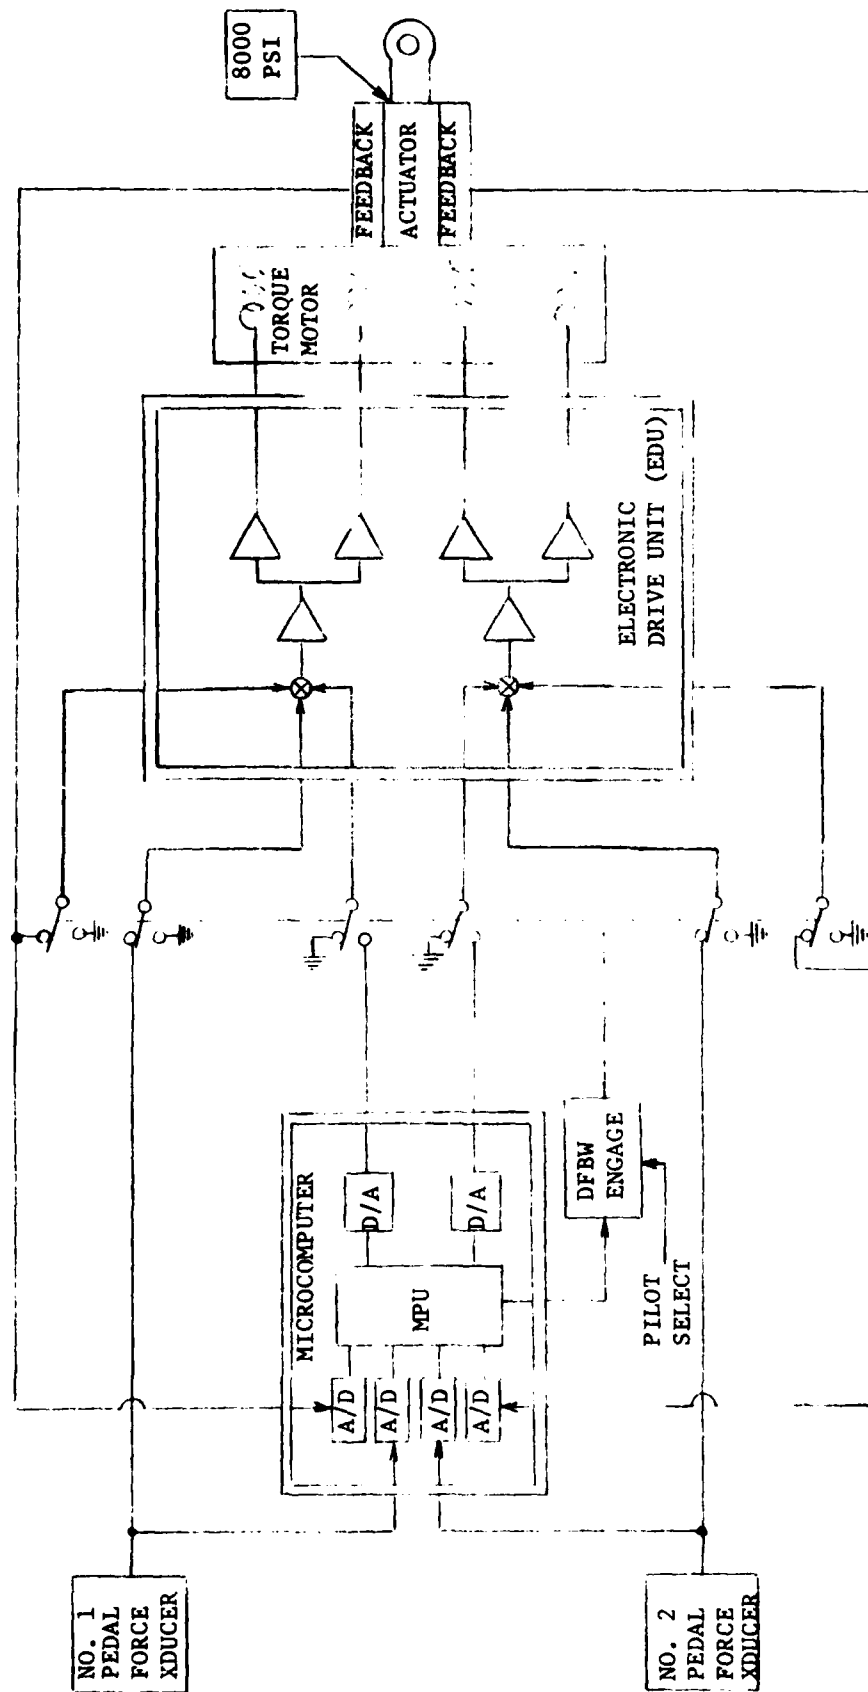 NO. 1
PEDAL
FORCE
XDUCER
NO. 2
PEDAL
FORCE
XDUCER
MICROCOMPUTER
A/D
A/D
A/D
A/D
MPU
D/A
D/A
PILOT
SELECT
DFBW
ENGAGE
ELECTRONIC
DRIVE UNIT (EDU)
TORQUE
MOTOR
FEEDBACK
ACTUATOR
FEEDBACK
8000
PSI